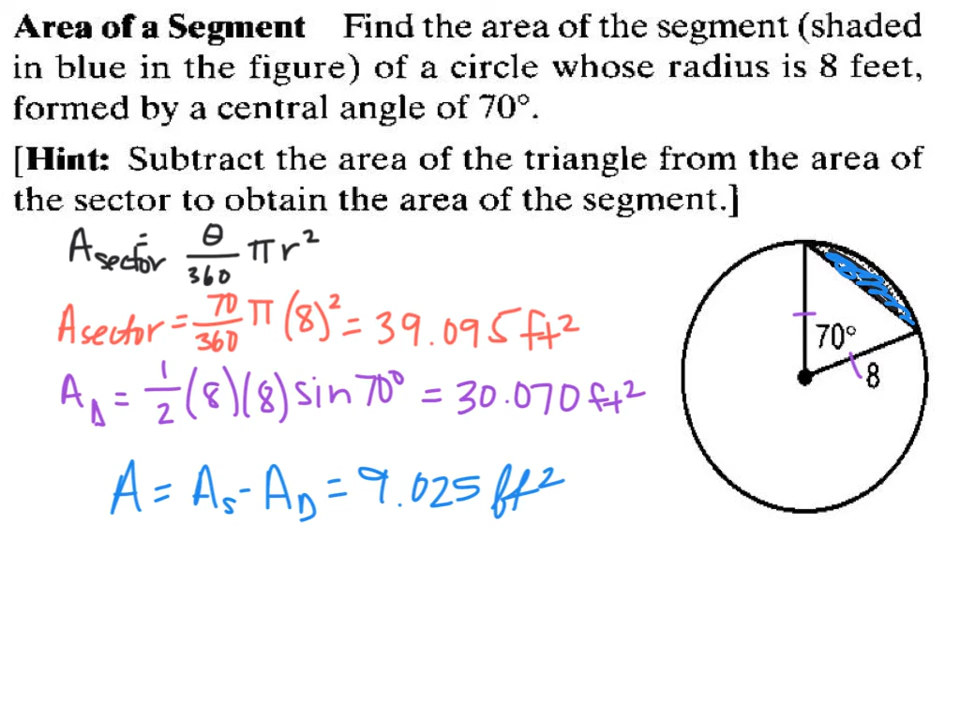 Area of a Segment Find the area of the segment (shaded
in blue in the figure) of a circle whose radius is 8 feet,
formed by a central angle of 70°.
[Hint: Subtract the area of the triangle from the area of
the sector to obtain the area of the segment.]
A sector = θ/360 πr²
A sector = 70/360 π(8)² = 39.095 ft²
A△ = 1/2 (8)(8) sin 70° = 30.070 ft²
A = As - A△ = 9.025 ft²
70°
8